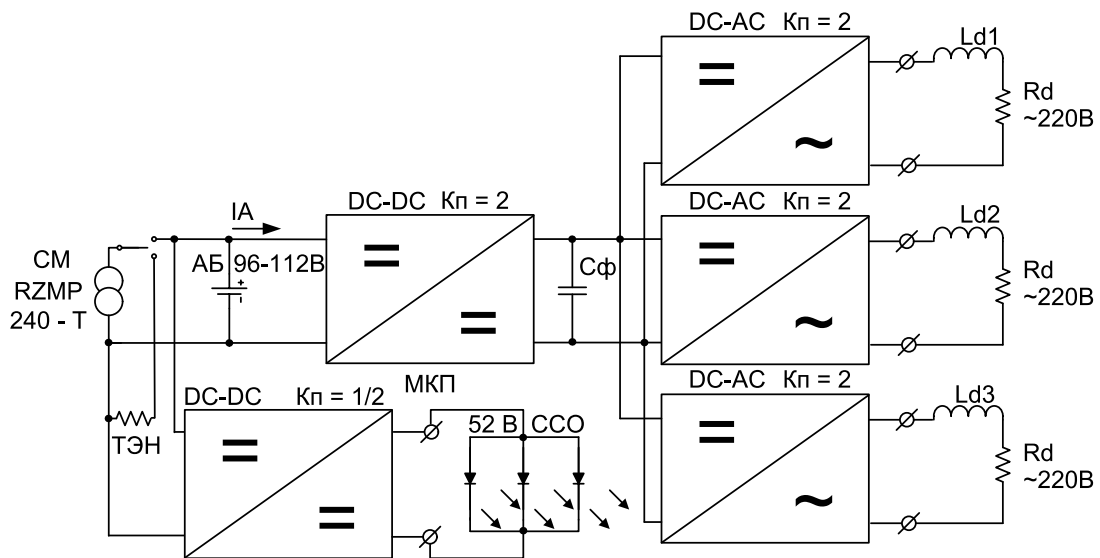 DC-AC Кп = 2
Ld1
Rd
~220В
DC-DC Кп = 2
DC-AC Кп = 2
IA
Ld2
СМ
RZMP
240 - Т
АБ 96-112В
+
-
Сф
Rd
~220В
МКП
DC-DC Кп = 1/2
DC-AC Кп = 2
Ld3
ТЭН
52 В ССО
Rd
~220В